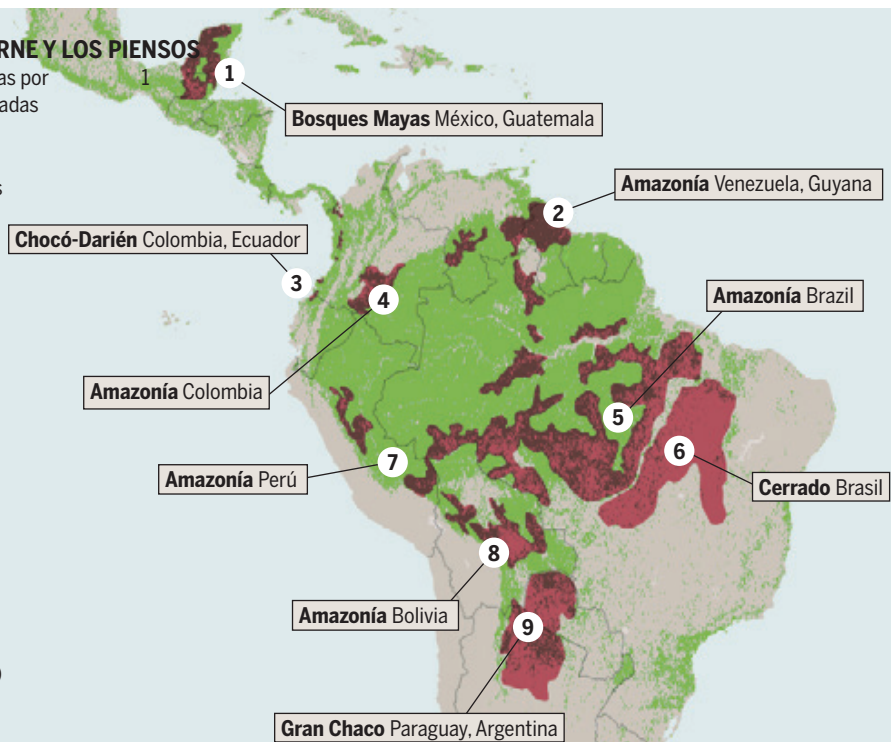 RNE Y LOS PIENSOS
as por
adas
s
)
1
1
Bosques Mayas México, Guatemala
Amazonía Venezuela, Guyana
2
Chocó-Darién Colombia, Ecuador
3
4
Amazonía Brazil
Amazonía Colombia
5
6
7
Amazonía Perú
Cerrado Brasil
8
Amazonía Bolivia
9
Gran Chaco Paraguay, Argentina